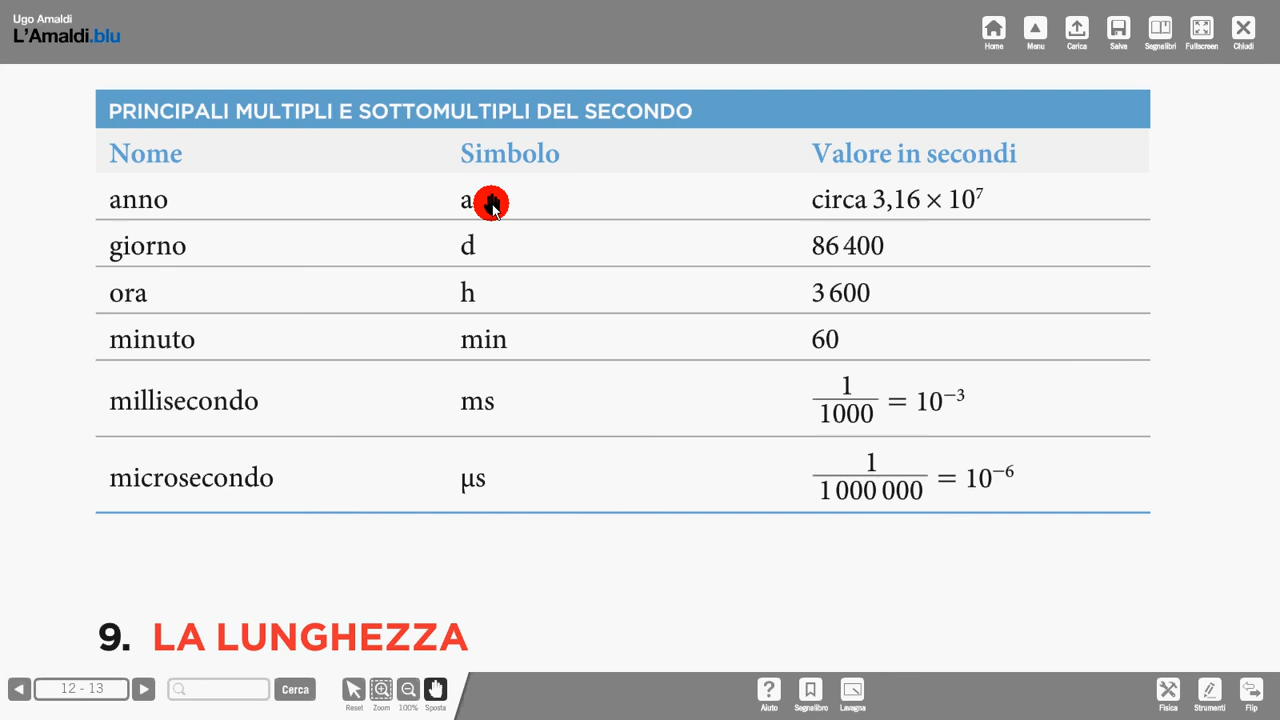 Ugo Amaldi
L'Amaldi.blu
Home Menu Carica Salva Segnalibri Fullscreen Chiudi
PRINCIPALI MULTIPLI E SOTTOMULTIPLI DEL SECONDO
Nome Simbolo Valore in secondi
anno a circa 3,16 × 10⁷
giorno d 86 400
ora h 3 600
minuto min 60
millisecondo ms 1/1000 = 10⁻³
microsecondo μs 1/1 000 000 = 10⁻⁶
9. LA LUNGHEZZA
12 - 13 Cerca
Reset Zoom 100% Sposta Aiuto Segnalibro Lavagna Fisica Strumenti Flip